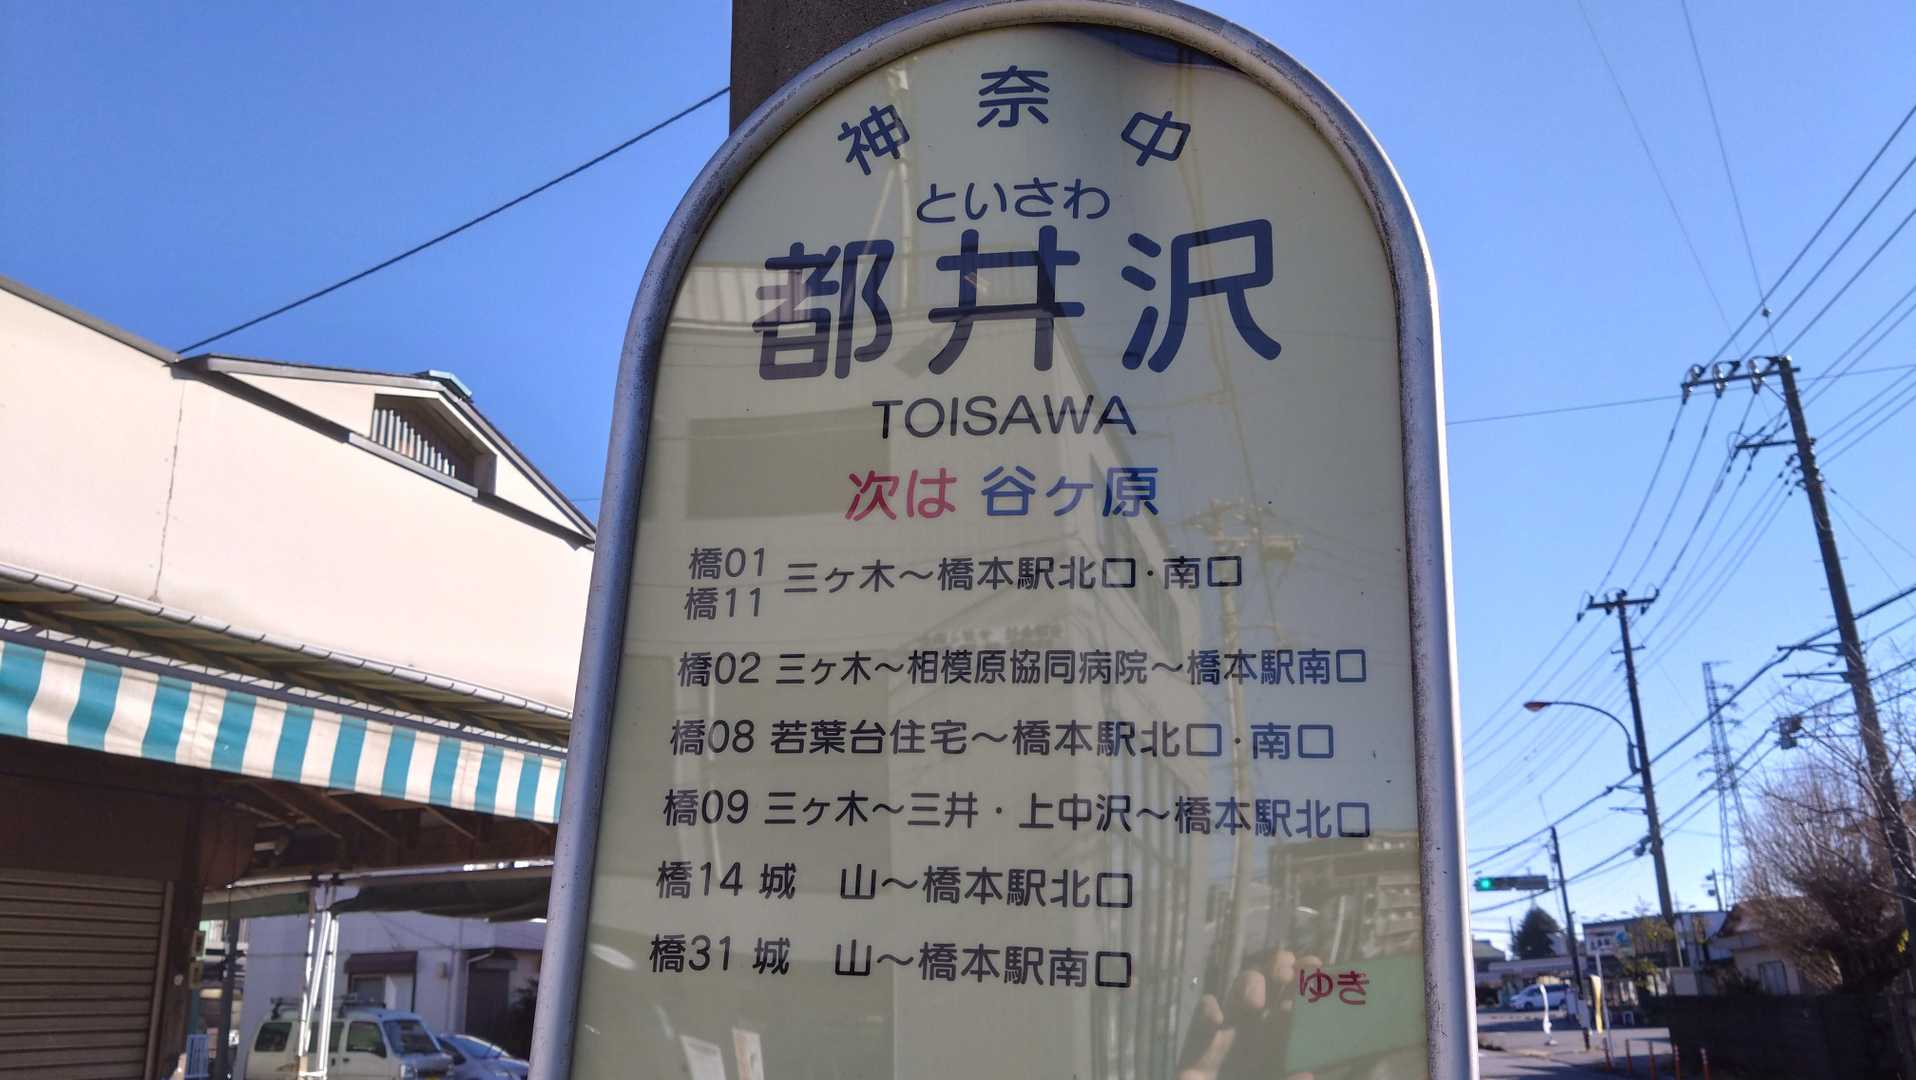 神奈中
といさわ
都井沢
TOISAWA
次は 谷ヶ原
橋01
橋11 三ヶ木～橋本駅北口・南口
橋02 三ヶ木～相模原協同病院～橋本駅南口
橋08 若葉台住宅～橋本駅北口・南口
橋09 三ヶ木～三井・上中沢～橋本駅北口
橋14 城 山～橋本駅北口
橋31 城 山～橋本駅南口
ゆき